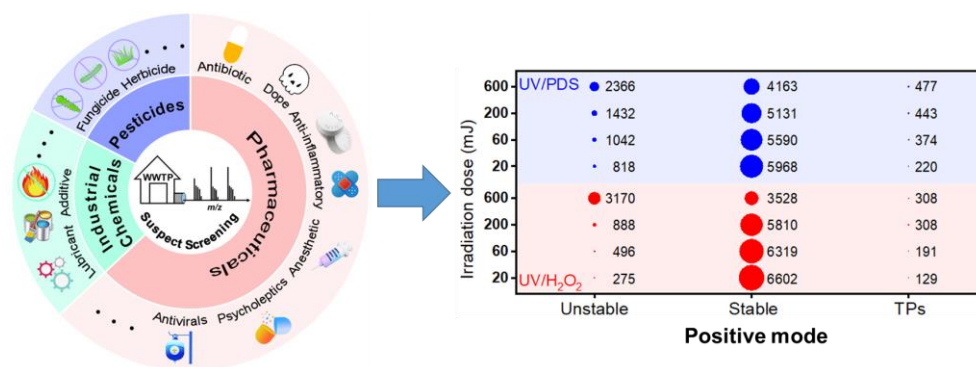 Fungicide
Herbicide
Pesticides
Antibiotic
Dope
Anti-inflammatory
Anesthetic
Psycholeptics
Antivirals
Pharmaceuticals
Additive
Lubricant
Industrial
Chemicals
WWTP
m/z
Suspect Screening
Irradiation dose (mJ)
UV/PDS
600 2366 4163 477
200 1432 5131 443
60 1042 5590 374
20 818 5968 220
600 3170 3528 308
200 888 5810 308
60 496 6319 191
20 275 6602 129
UV/H₂O₂
Unstable Stable TPs
Positive mode